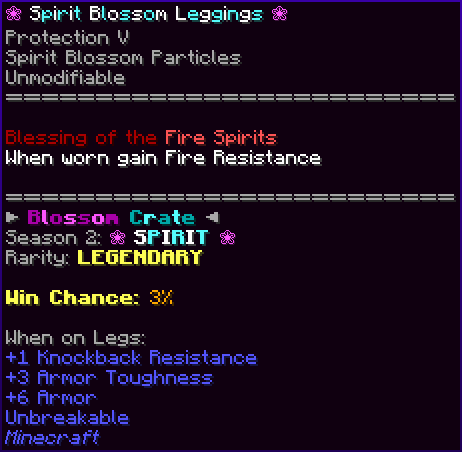 ❀ Spirit Blossom Leggings ❀
Protection V
Spirit Blossom Particles
Unmodifiable
============================
Blessing of the Fire Spirits
When worn gain Fire Resistance
============================
► Blossom Crate ◄
Season 2: ❀ SPIRIT ❀
Rarity: LEGENDARY
Win Chance: 3%
When on Legs:
+1 Knockback Resistance
+3 Armor Toughness
+6 Armor
Unbreakable
Minecraft